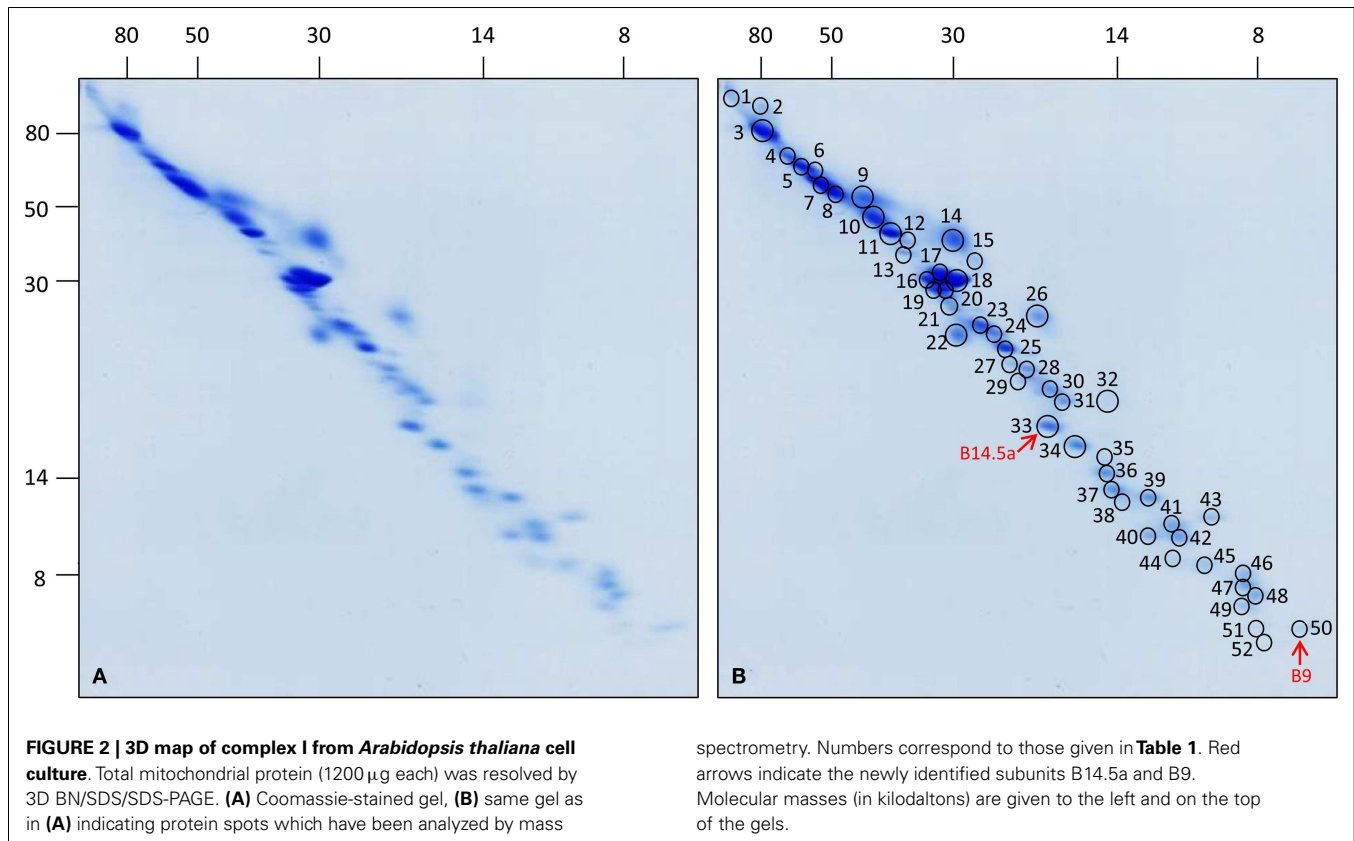 80 50 30 14 8
80 50 30 14 8
80
50
30
14
8
1 2
3
4 6
5
7 8 9
10
11 12 14
13 15
17
16 18
19 20
21 26
22 23
24
25
27 28
29
30 32
31
33
B14.5a
34 35
36
37 39
38
41 43
40 42
44 45 46
47
48
49
51 50
52
A
B
B9
FIGURE 2 | 3D map of complex I from Arabidopsis thaliana cell
culture. Total mitochondrial protein (1200 μg each) was resolved by
3D BN/SDS/SDS-PAGE. (A) Coomassie-stained gel, (B) same gel as
in (A) indicating protein spots which have been analyzed by mass
spectrometry. Numbers correspond to those given in Table 1. Red
arrows indicate the newly identified subunits B14.5a and B9.
Molecular masses (in kilodaltons) are given to the left and on the top
of the gels.